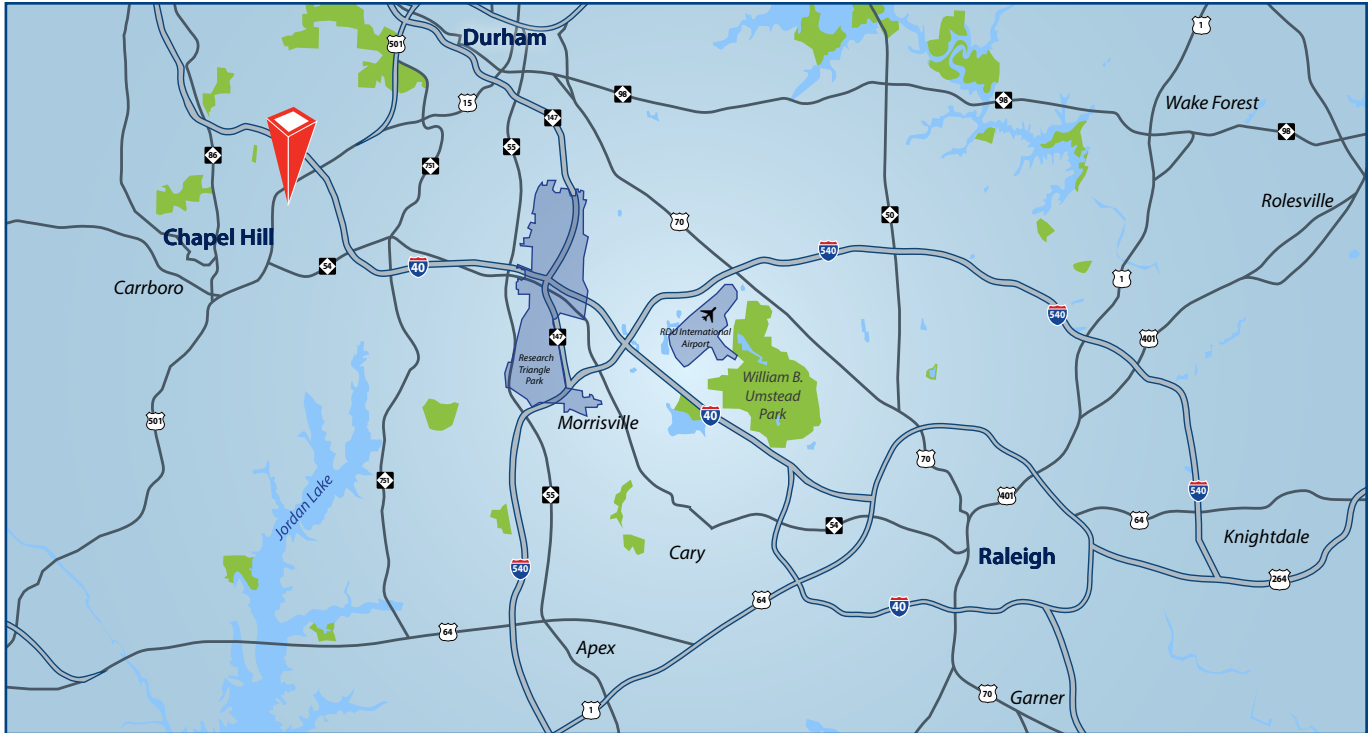 1
501
Durham
15
98
98
Wake Forest
147
98
86
55
751
Rolesville
70
50
Chapel Hill
540
54
40
1
Carrboro
540
RDU International
Airport
147
401
Research
Triangle
Park
William B.
Umstead
Park
40
501
Morrisville
70
751
Jordan Lake
55
401
540
64
54
Knightdale
Cary
Raleigh
540
264
64
40
64
Apex
70
Garner
1